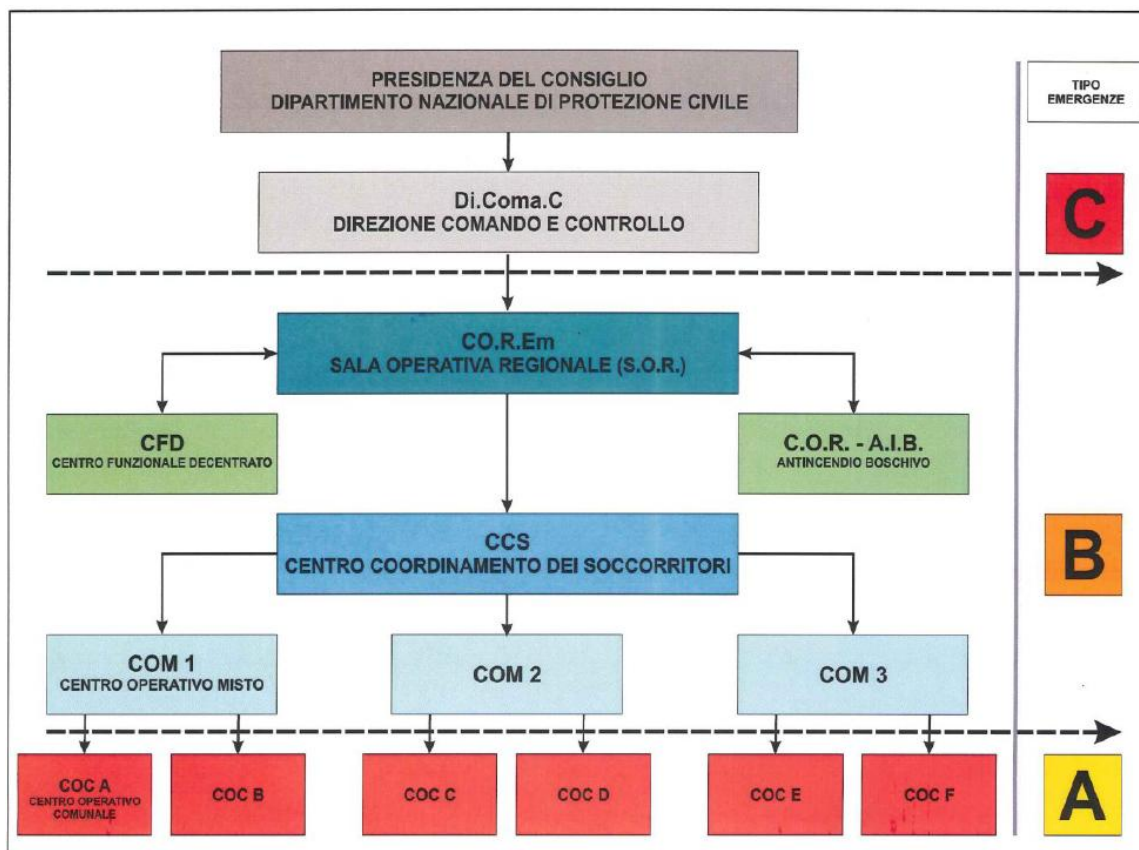 PRESIDENZA DEL CONSIGLIO
DIPARTIMENTO NAZIONALE DI PROTEZIONE CIVILE
TIPO
EMERGENZE
Di.Coma.C
DIREZIONE COMANDO E CONTROLLO
C
CO.R.Em
SALA OPERATIVA REGIONALE (S.O.R.)
CFD
CENTRO FUNZIONALE DECENTRATO
C.O.R. - A.I.B.
ANTINCENDIO BOSCHIVO
CCS
CENTRO COORDINAMENTO DEI SOCCORRITORI
B
COM 1
CENTRO OPERATIVO MISTO
COM 2
COM 3
COC A
CENTRO OPERATIVO
COMUNALE
COC B
COC C
COC D
COC E
COC F
A